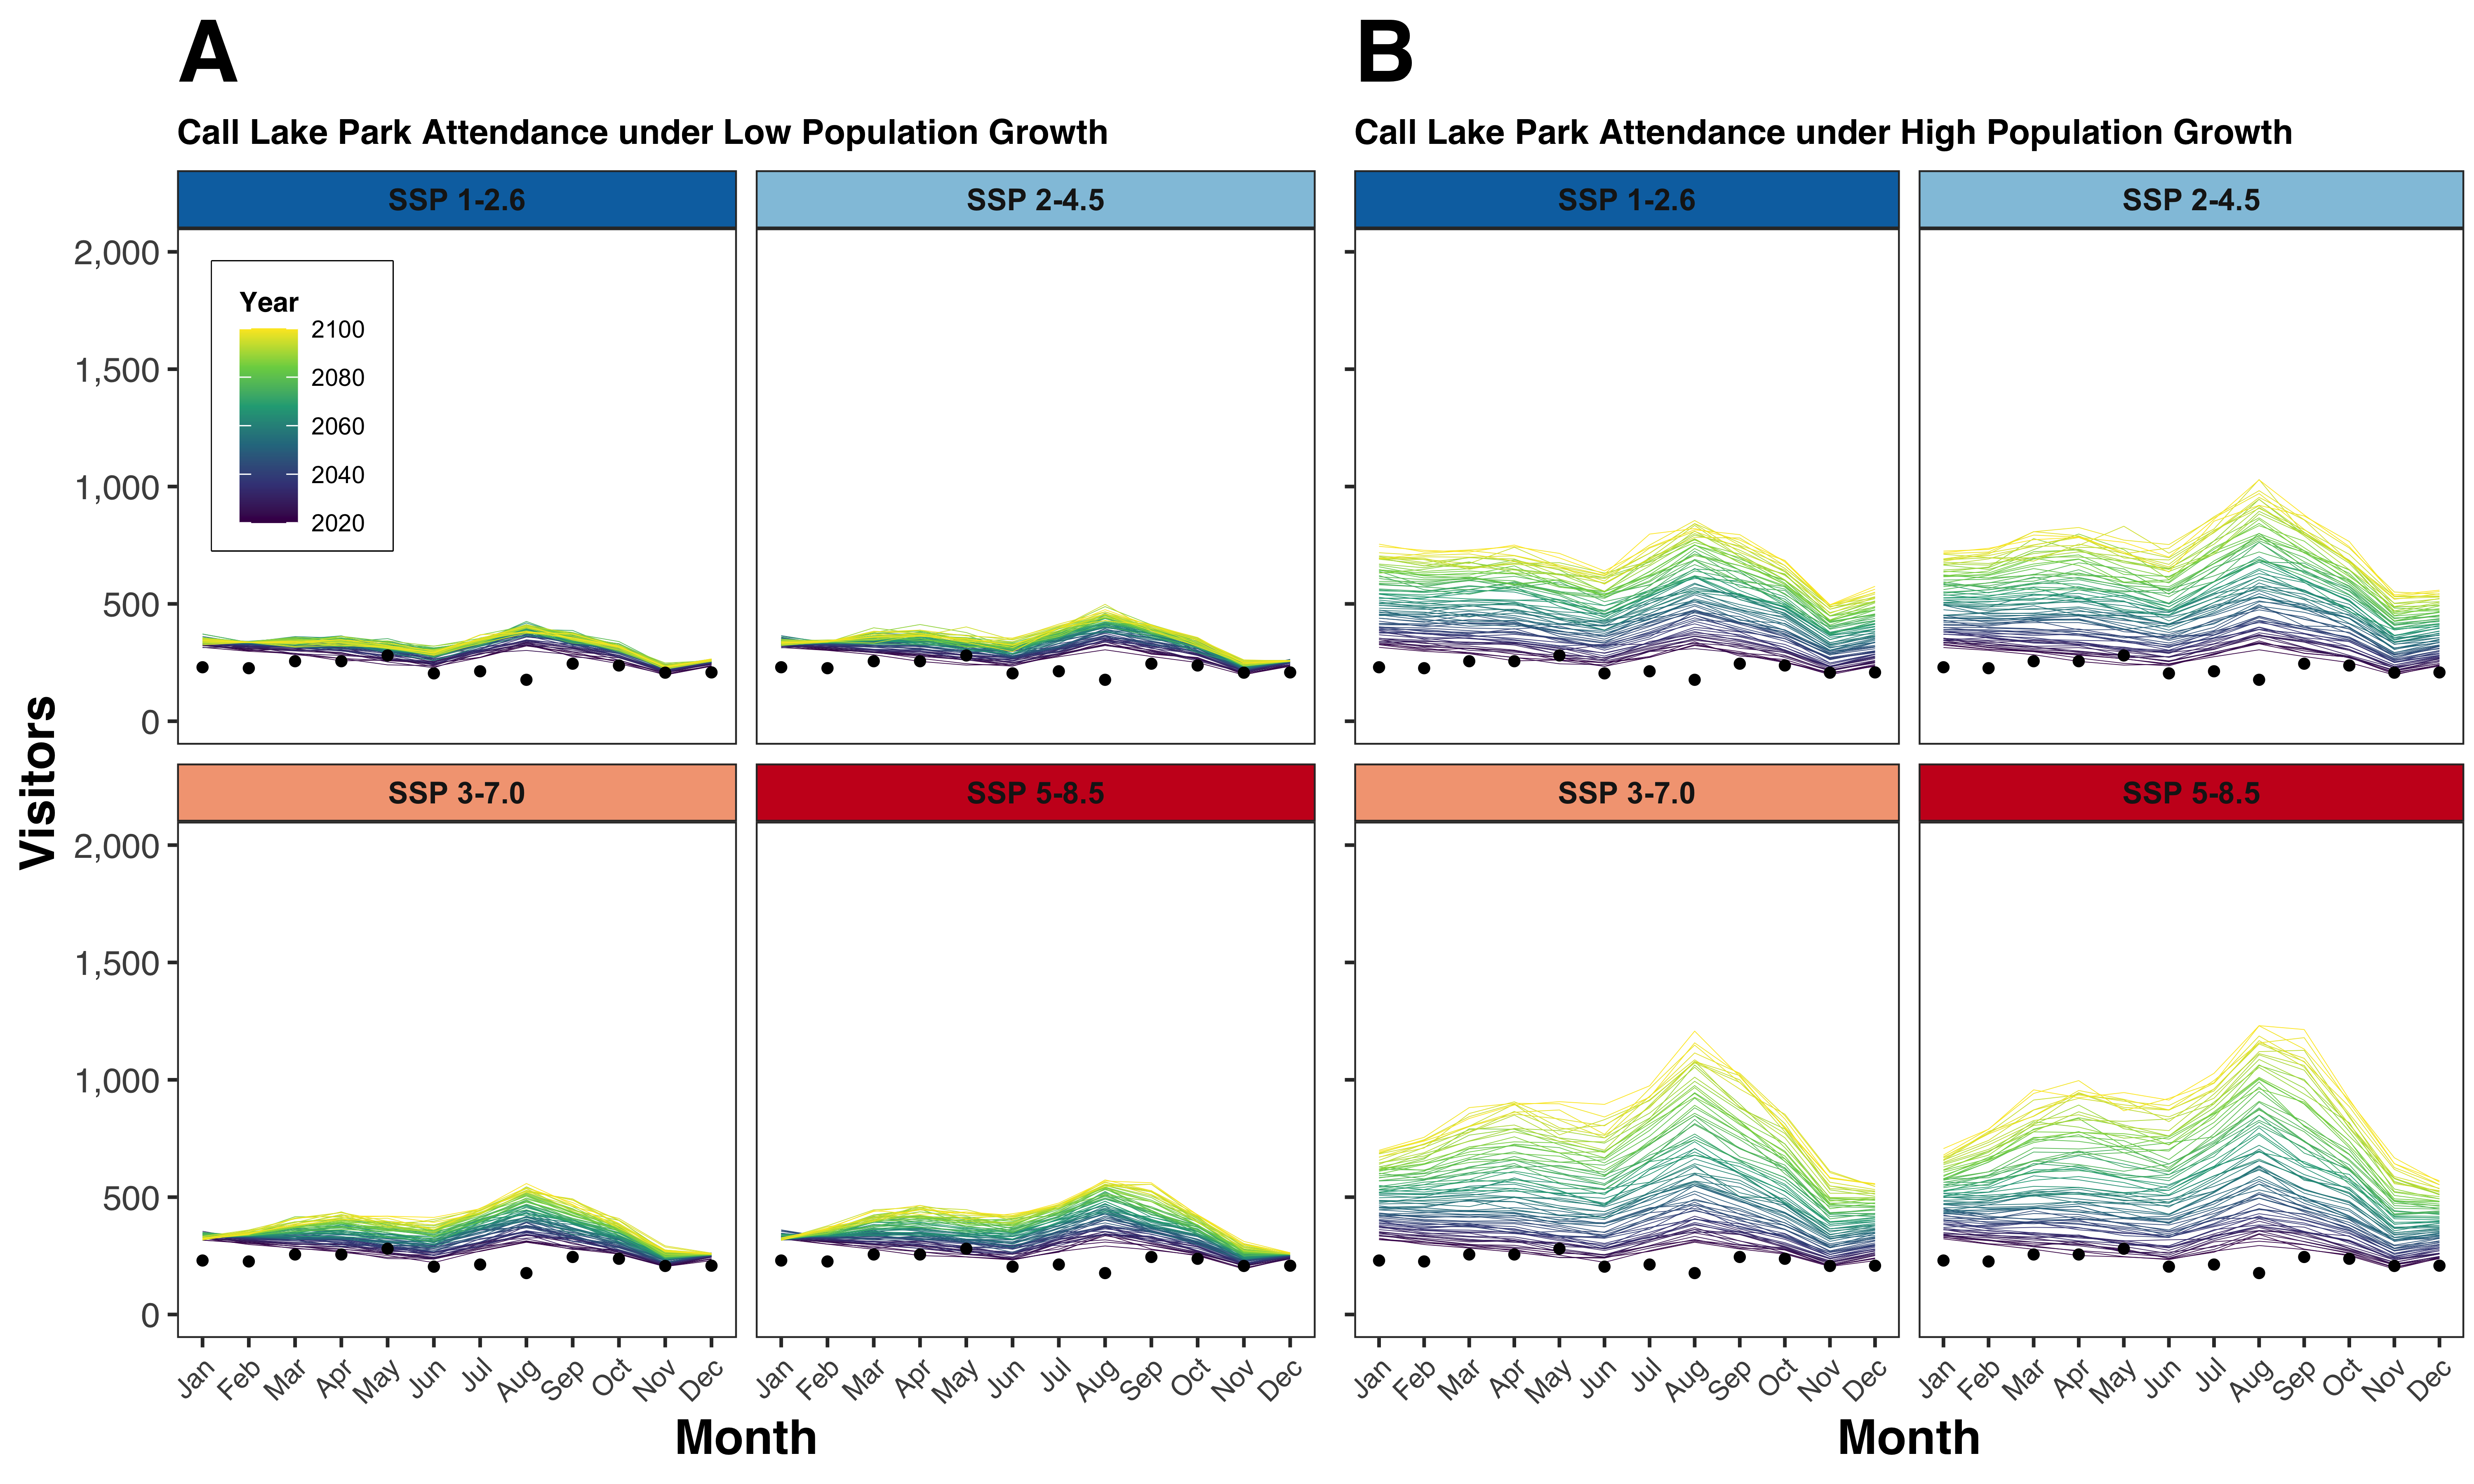 A
B
Call Lake Park Attendance under Low Population Growth
Call Lake Park Attendance under High Population Growth
SSP 1-2.6
SSP 2-4.5
SSP 1-2.6
SSP 2-4.5
2,000
1,500
1,000
500
0
Year
2100
2080
2060
2040
2020
Visitors
SSP 3-7.0
SSP 5-8.5
SSP 3-7.0
SSP 5-8.5
2,000
1,500
1,000
500
0
Jan Feb Mar Apr May Jun Jul Aug Sep Oct Nov Dec
Jan Feb Mar Apr May Jun Jul Aug Sep Oct Nov Dec
Jan Feb Mar Apr May Jun Jul Aug Sep Oct Nov Dec
Jan Feb Mar Apr May Jun Jul Aug Sep Oct Nov Dec
Month
Month